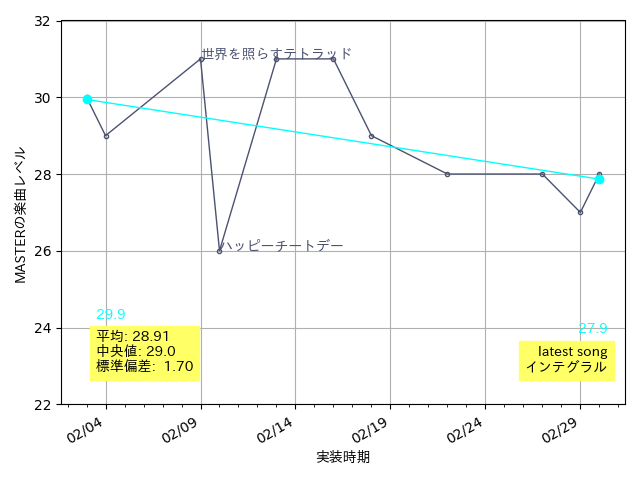 32
世界を照らすテトラッド
30
28
MASTERの楽曲レベル
26
ハッピーチートデー
29.9
24
27.9
平均: 28.91
中央値: 29.0
標準偏差: 1.70
latest song
インテグラル
22
02/04
02/09
02/14
02/19
02/24
02/29
実装時期